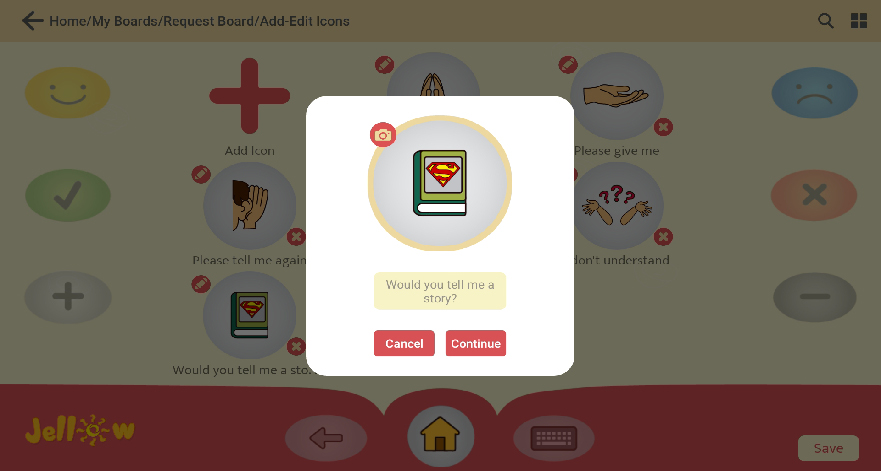 Home/My Boards/Request Board/Add-Edit Icons
Add Icon
Please give me
Please tell me again
don't understand
Would you tell me a
story?
Cancel
Continue
Would you tell me a sto
Jellow
Save